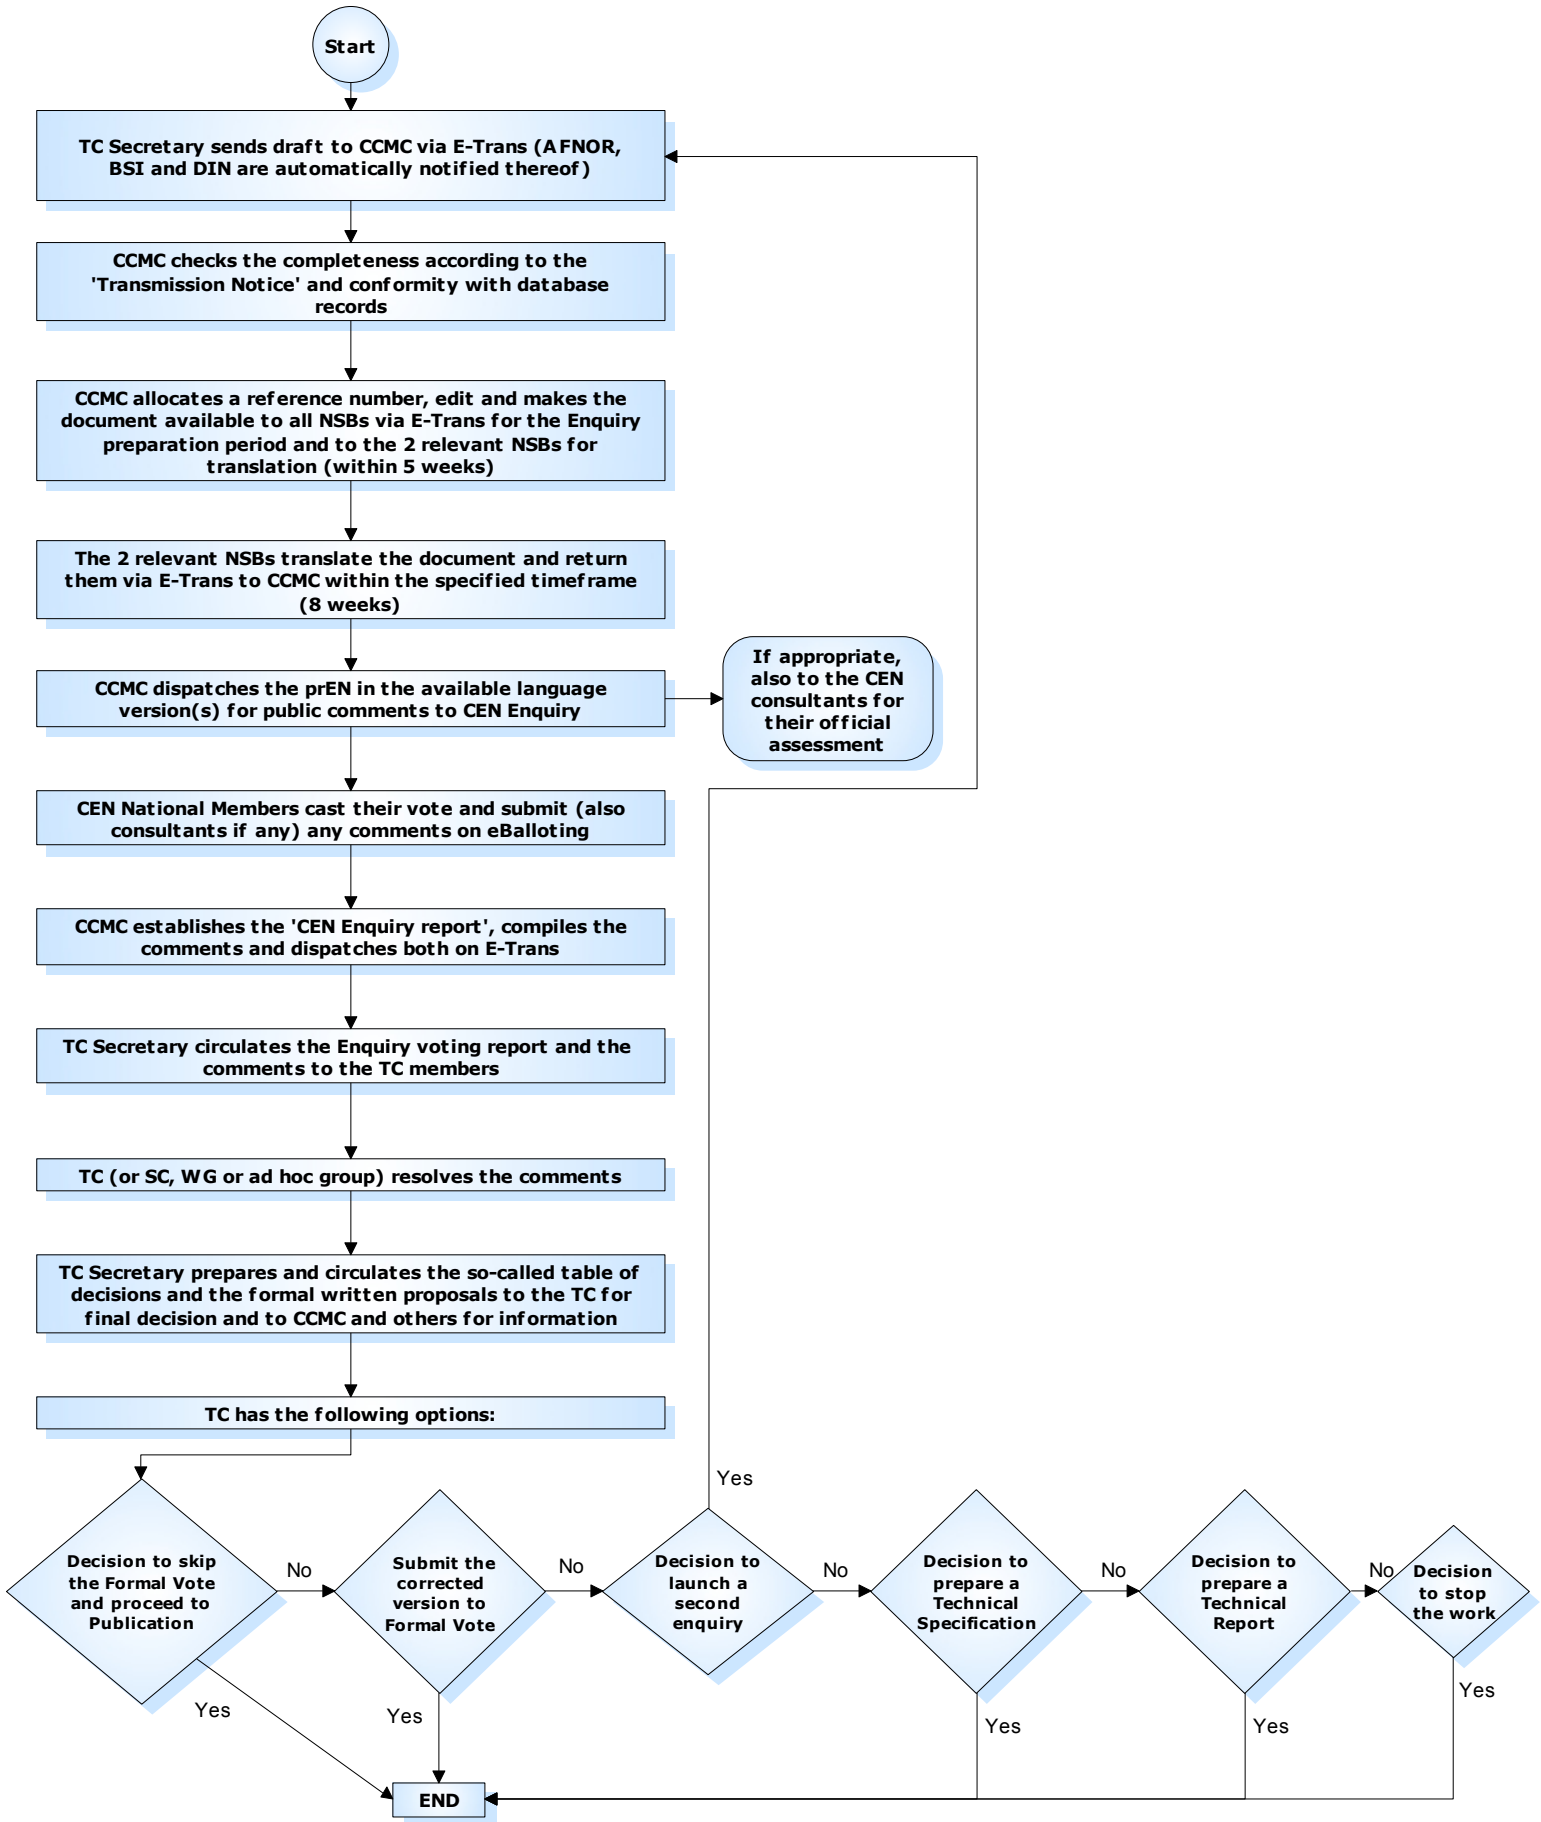 Start
TC Secretary sends draft to CCMC via E-Trans (AFNOR,
BSI and DIN are automatically notified thereof)
CCMC checks the completeness according to the
'Transmission Notice' and conformity with database
records
CCMC allocates a reference number, edit and makes the
document available to all NSBs via E-Trans for the Enquiry
preparation period and to the 2 relevant NSBs for
translation (within 5 weeks)
The 2 relevant NSBs translate the document and return
them via E-Trans to CCMC within the specified timeframe
(8 weeks)
CCMC dispatches the prEN in the available language
version(s) for public comments to CEN Enquiry
If appropriate,
also to the CEN
consultants for
their official
assessment
CEN National Members cast their vote and submit (also
consultants if any) any comments on eBalloting
CCMC establishes the 'CEN Enquiry report', compiles the
comments and dispatches both on E-Trans
TC Secretary circulates the Enquiry voting report and the
comments to the TC members
TC (or SC, WG or ad hoc group) resolves the comments
TC Secretary prepares and circulates the so-called table of
decisions and the formal written proposals to the TC for
final decision and to CCMC and others for information
TC has the following options:
Decision to skip
the Formal Vote
and proceed to
Publication
No
Yes
Submit the
corrected
version to
Formal Vote
No
Yes
Decision to
launch a
second
enquiry
Yes
No
Decision to
prepare a
Technical
Specification
No
Yes
Decision to
prepare a
Technical
Report
No
Yes
Decision
to stop
the work
Yes
END